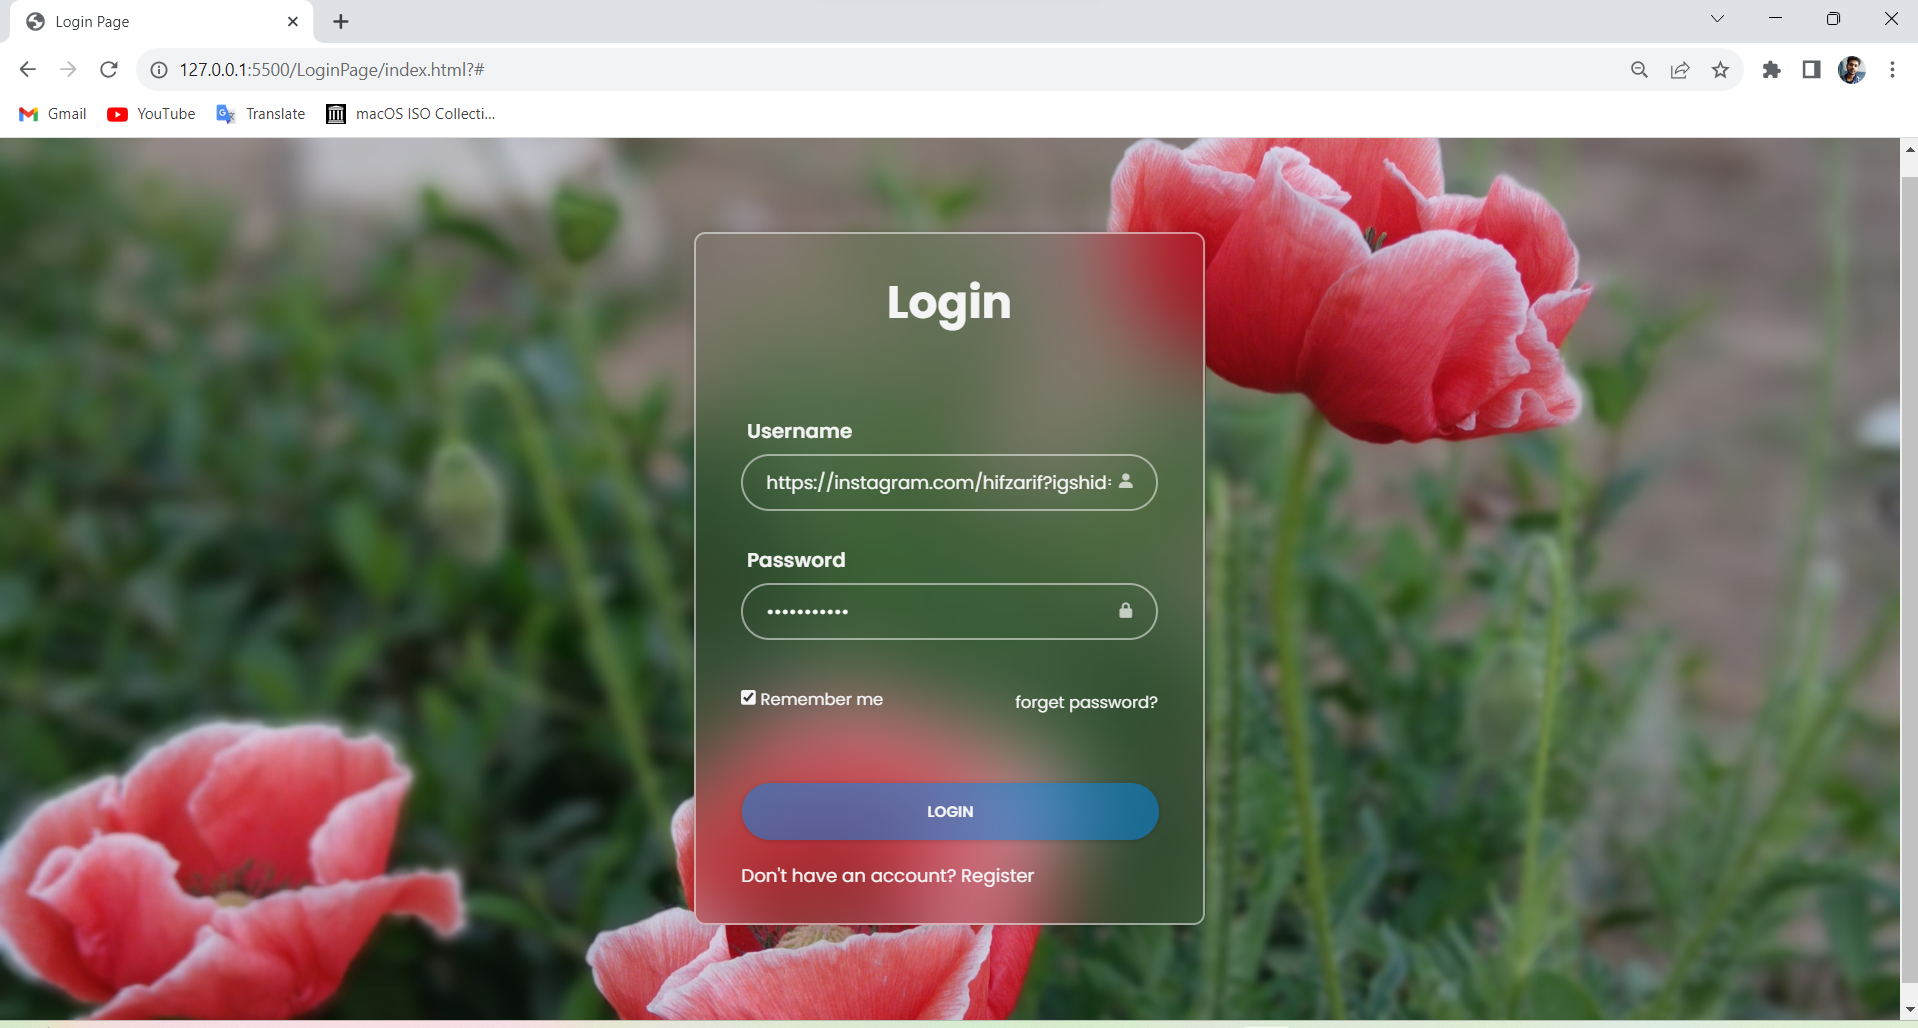 Login Page
127.0.0.1:5500/LoginPage/index.html?#
Gmail YouTube Translate macOS ISO Collecti...
Login
Username
https://instagram.com/hifzarif?igshid=
Password
Remember me forget password?
LOGIN
Don't have an account? Register